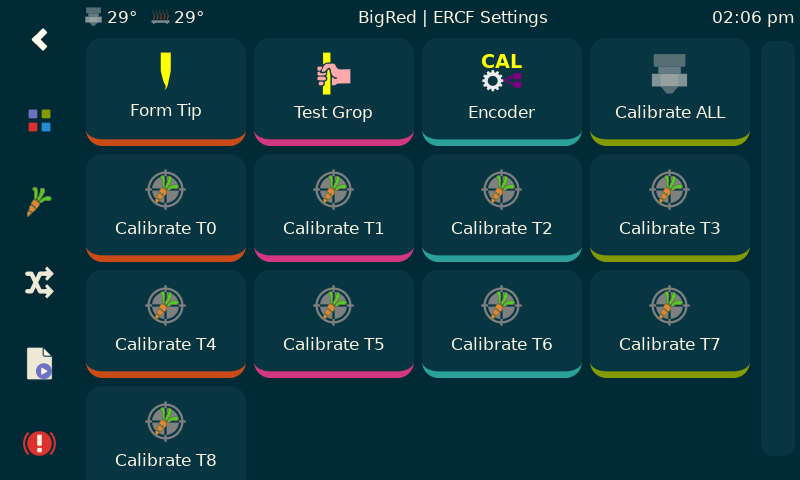 29° 29° BigRed | ERCF Settings 02:06 pm
Form Tip
Test Grop
CAL
Encoder
Calibrate ALL
Calibrate T0
Calibrate T1
Calibrate T2
Calibrate T3
Calibrate T4
Calibrate T5
Calibrate T6
Calibrate T7
Calibrate T8